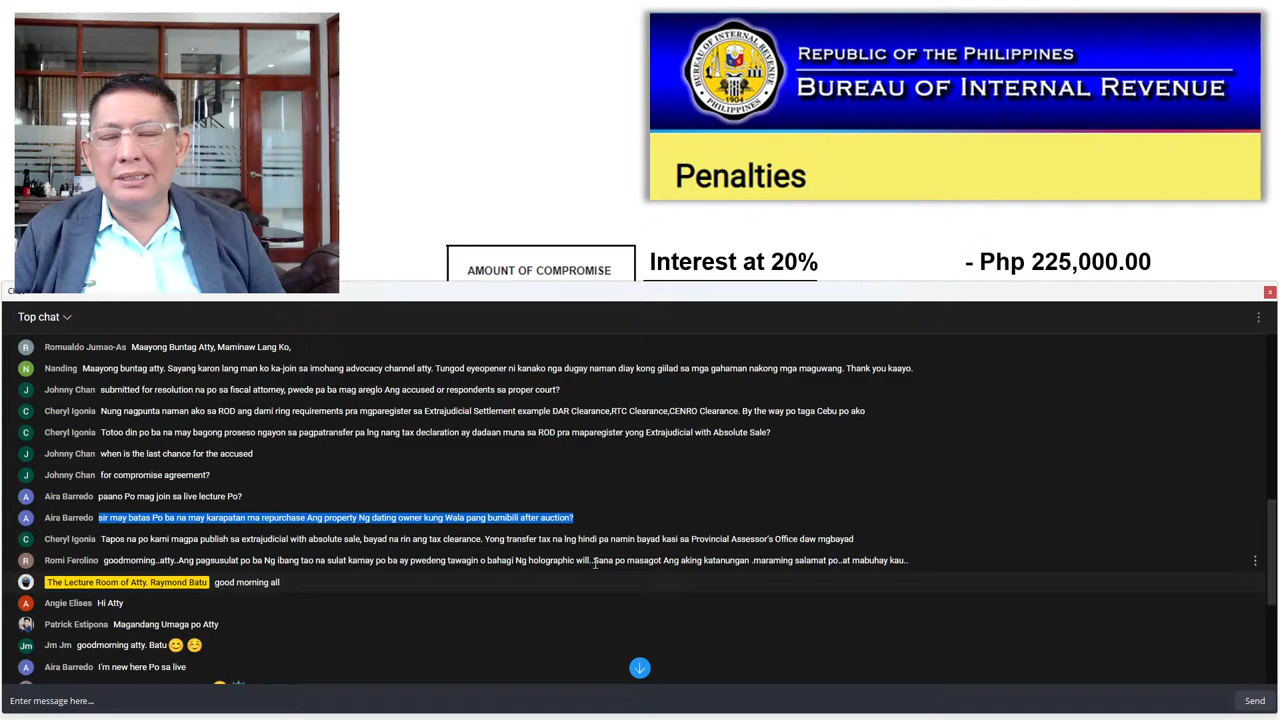 REPUBLIC OF THE PHILIPPINES
BUREAU OF INTERNAL REVENUE
BUREAU OF INTERNAL REVENUE
1904
PHILIPPINES
Penalties
AMOUNT OF COMPROMISE
Interest at 20% - Php 225,000.00
x
Top chat
R Romualdo Jumao-As Maayong Buntag Atty, Maminaw Lang Ko,
N Nanding Maayong buntag atty. Sayang karon lang man ko ka-join sa imohang advocacy channel atty. Tungod eyeopener ni kanako nga dugay naman diay kong giilad sa mga gahaman nakong mga maguwang. Thank you kaayo.
J Johnny Chan submitted for resolution na po sa fiscal attorney, pwede pa ba mag areglo Ang accused or respondents sa proper court?
C Cheryl Igonia Nung nagpunta naman ako sa ROD ang dami ring requirements pra mgparegister sa Extrajudicial Settlement example DAR Clearance,RTC Clearance,CENRO Clearance. By the way po taga Cebu po ako
C Cheryl Igonia Totoo din po ba na may bagong proseso ngayon sa pagpatransfer pa lng nang tax declaration ay dadaan muna sa ROD pra maparegister yong Extrajudicial with Absolute Sale?
J Johnny Chan when is the last chance for the accused
J Johnny Chan for compromise agreement?
A Aira Barredo paano Po mag join sa live lecture Po?
A Aira Barredo sir may batas Po ba na may karapatan ma repurchase Ang property Ng dating owner kung Wala pang bumibili after auction?
C Cheryl Igonia Tapos na po kami magpa publish sa extrajudicial with absolute sale, bayad na rin ang tax clearance. Yong transfer tax na lng hindi pa namin bayad kasi sa Provincial Assessor's Office daw mgbayad
R Romi Ferolino goodmorning..atty..Ang pagsusulat po ba Ng ibang tao na sulat kamay po ba ay pwedeng tawagin o bahagi Ng holographic will..Sana po masagot Ang aking katanungan .maraming salamat po..at mabuhay kau..
The Lecture Room of Atty. Raymond Batu good morning all
A Angie Elises Hi Atty
Patrick Estipona Magandang Umaga po Atty
Jm Jm Jm goodmorning atty. Batu 😊 ☺️
A Aira Barredo I'm new here Po sa live
Enter message here... Send